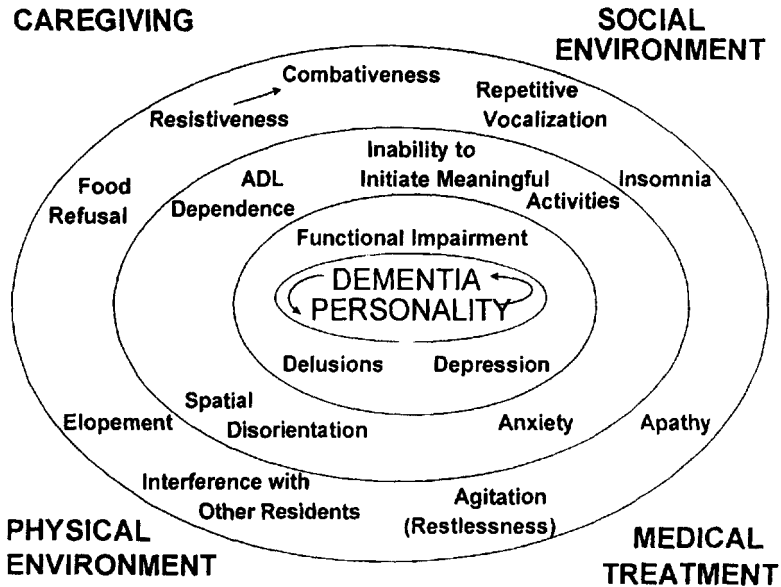 CAREGIVING
SOCIAL
ENVIRONMENT
Combativeness
Repetitive
Vocalization
Resistiveness
Inability to
Initiate Meaningful
Activities
Insomnia
Food
Refusal
ADL
Dependence
Functional Impairment
DEMENTIA
PERSONALITY
Delusions
Depression
Spatial
Disorientation
Elopement
Anxiety
Apathy
Interference with
Other Residents
Agitation
(Restlessness)
PHYSICAL
ENVIRONMENT
MEDICAL
TREATMENT